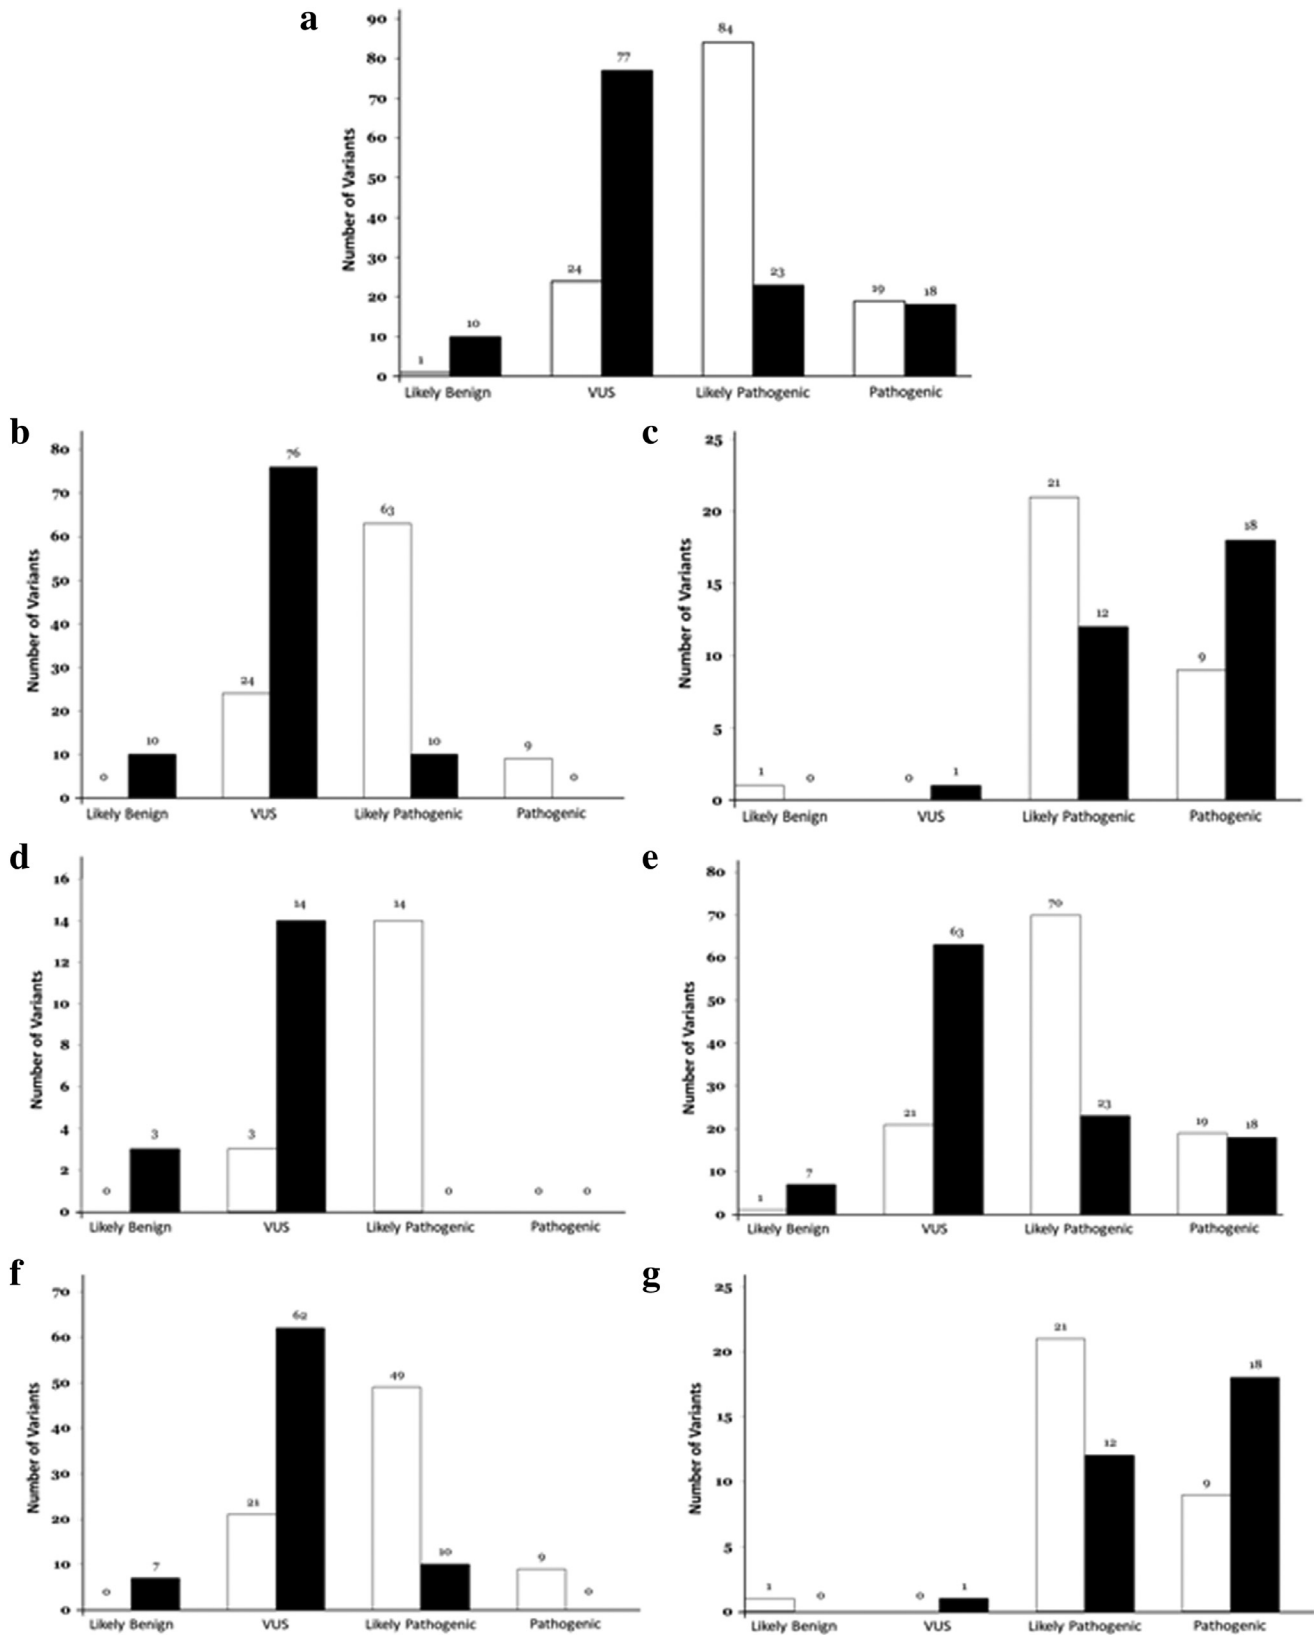 a
Number of Variants
90
80
70
60
50
40
30
20
10
0
1
10
24
77
84
23
19
18
Likely Benign
VUS
Likely Pathogenic
Pathogenic
b
Number of Variants
80
70
60
50
40
30
20
10
0
0
10
24
76
63
10
9
0
Likely Benign
VUS
Likely Pathogenic
Pathogenic
c
Number of Variants
25
20
15
10
5
0
1
0
0
1
21
12
9
18
Likely Benign
VUS
Likely Pathogenic
Pathogenic
d
Number of Variants
16
14
12
10
8
6
4
2
0
0
3
3
14
14
0
0
0
Likely Benign
VUS
Likely Pathogenic
Pathogenic
e
Number of Variants
80
70
60
50
40
30
20
10
0
1
7
21
63
70
23
19
18
Likely Benign
VUS
Likely Pathogenic
Pathogenic
f
Number of Variants
70
60
50
40
30
20
10
0
0
7
21
62
49
10
9
0
Likely Benign
VUS
Likely Pathogenic
Pathogenic
g
Number of Variants
25
20
15
10
5
0
1
0
0
1
21
12
9
18
Likely Benign
VUS
Likely Pathogenic
Pathogenic